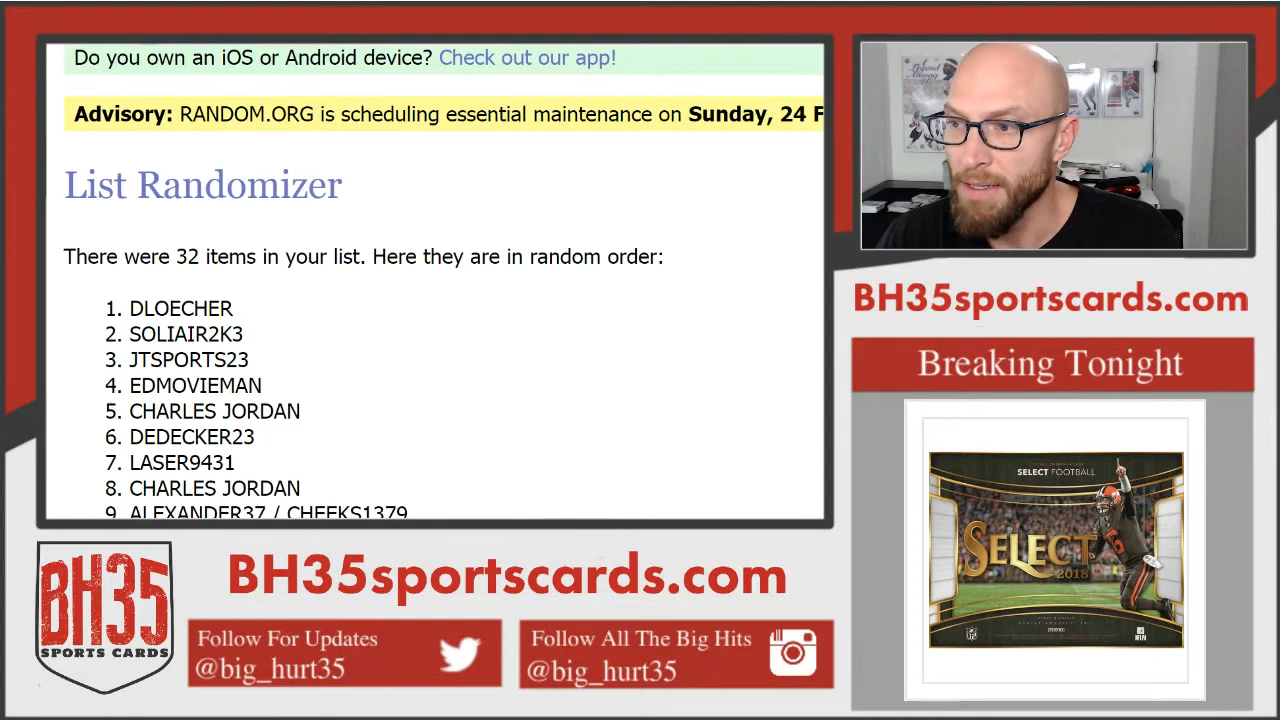 Do you own an iOS or Android device? Check out our app!
Advisory: RANDOM.ORG is scheduling essential maintenance on Sunday, 24 F
List Randomizer
There were 32 items in your list. Here they are in random order:
1. DLOECHER
2. SOLIAIR2K3
3. JTSPORTS23
4. EDMOVIEMAN
5. CHARLES JORDAN
6. DEDECKER23
7. LASER9431
8. CHARLES JORDAN
9. ALEXANDER37 / CHEEKS1379
BH35sportscards.com
Breaking Tonight
SELECT FOOTBALL
SELECT
2018
BH35
SPORTS CARDS
BH35sportscards.com
Follow For Updates
@big_hurt35
Follow All The Big Hits
@big_hurt35